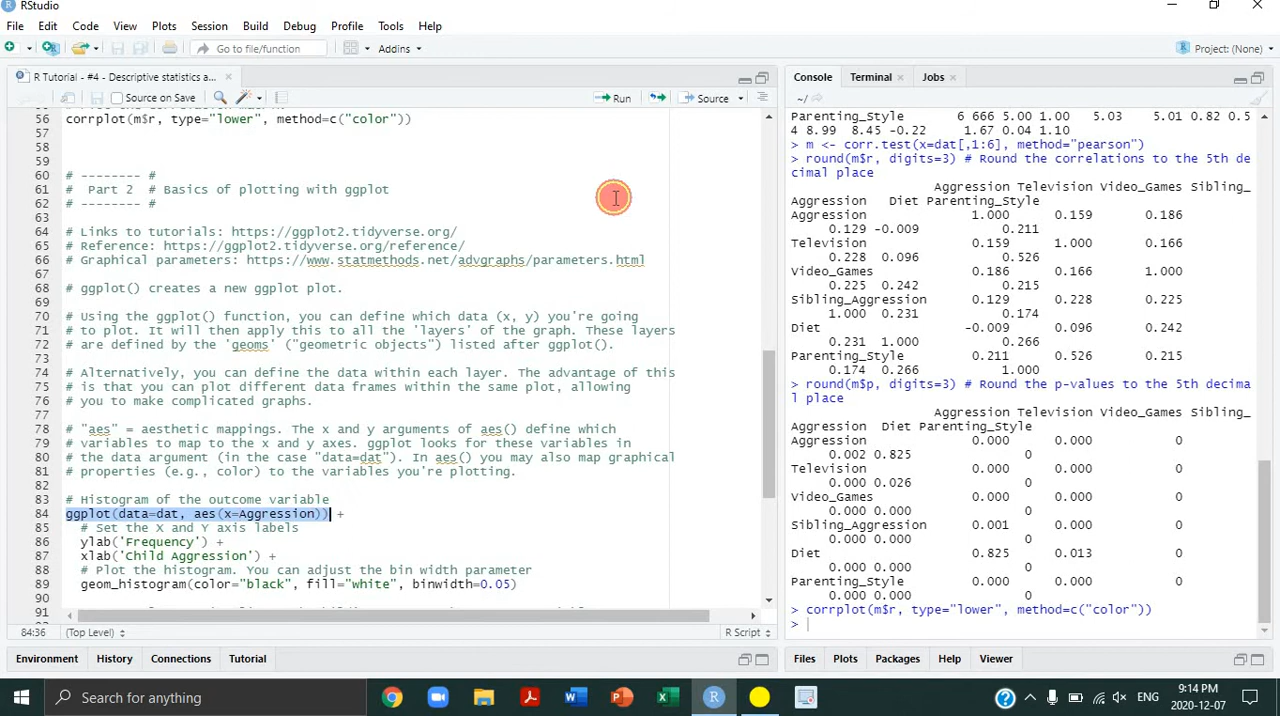 RStudio
File Edit Code View Plots Session Build Debug Profile Tools Help
Go to file/function Addins Project: (None)
R Tutorial - #4 - Descriptive statistics a...
Source on Save Run Source
56 corrplot(m$r, type="lower", method=c("color"))
57
58
59
60 # -------- #
61 #  Part 2  # Basics of plotting with ggplot
62 # -------- #
63
64 # Links to tutorials: https://ggplot2.tidyverse.org/
65 # Reference: https://ggplot2.tidyverse.org/reference/
66 # Graphical parameters: https://www.statmethods.net/advgraphs/parameters.html
67
68 # ggplot() creates a new ggplot plot.
69
70 # Using the ggplot() function, you can define which data (x, y) you're going
71 # to plot. It will then apply this to all the 'layers' of the graph. These layers
72 # are defined by the 'geoms' ("geometric objects") listed after ggplot().
73
74 # Alternatively, you can define the data within each layer. The advantage of this
75 # is that you can plot different data frames within the same plot, allowing
76 # you to make complicated graphs.
77
78 # "aes" = aesthetic mappings. The x and y arguments of aes() define which
79 # variables to map to the x and y axes. ggplot looks for these variables in
80 # the data argument (in the case "data=dat"). In aes() you may also map graphical
81 # properties (e.g., color) to the variables you're plotting.
82
83 # Histogram of the outcome variable
84 ggplot(data=dat, aes(x=Aggression)) +
85   # Set the X and Y axis labels
86   ylab('Frequency') +
87   xlab('Child Aggression') +
88   # Plot the histogram. You can adjust the bin width parameter
89   geom_histogram(color="black", fill="white", binwidth=0.05)
90
91
84:36 (Top Level) R Script
Environment History Connections Tutorial
Console Terminal Jobs
~/
Parenting_Style 6 666 5.00 1.00 5.03 5.01 0.82 0.5
4 8.99 8.45 -0.22 1.67 0.04 1.10
> m <- corr.test(x=dat[,1:6], method="pearson")
> round(m$r, digits=3) # Round the correlations to the 5th de
cimal place
Aggression Television Video_Games Sibling_
Aggression Diet Parenting_Style
Aggression 1.000 0.159 0.186
0.129 -0.009 0.211
Television 0.159 1.000 0.166
0.228 0.096 0.526
Video_Games 0.186 0.166 1.000
0.225 0.242 0.215
Sibling_Aggression 0.129 0.228 0.225
1.000 0.231 0.174
Diet -0.009 0.096 0.242
0.231 1.000 0.266
Parenting_Style 0.211 0.526 0.215
0.174 0.266 1.000
> round(m$p, digits=3) # Round the p-values to the 5th decima
l place
Aggression Television Video_Games Sibling_
Aggression Diet Parenting_Style
Aggression 0.000 0.000 0
0.002 0.825 0
Television 0.000 0.000 0
0.000 0.026 0
Video_Games 0.000 0.000 0
0.000 0.000 0
Sibling_Aggression 0.001 0.000 0
0.000 0.000 0
Diet 0.825 0.013 0
0.000 0.000 0
Parenting_Style 0.000 0.000 0
0.000 0.000 0
> corrplot(m$r, type="lower", method=c("color"))
>
Files Plots Packages Help Viewer
Search for anything
ENG
9:14 PM
2020-12-07